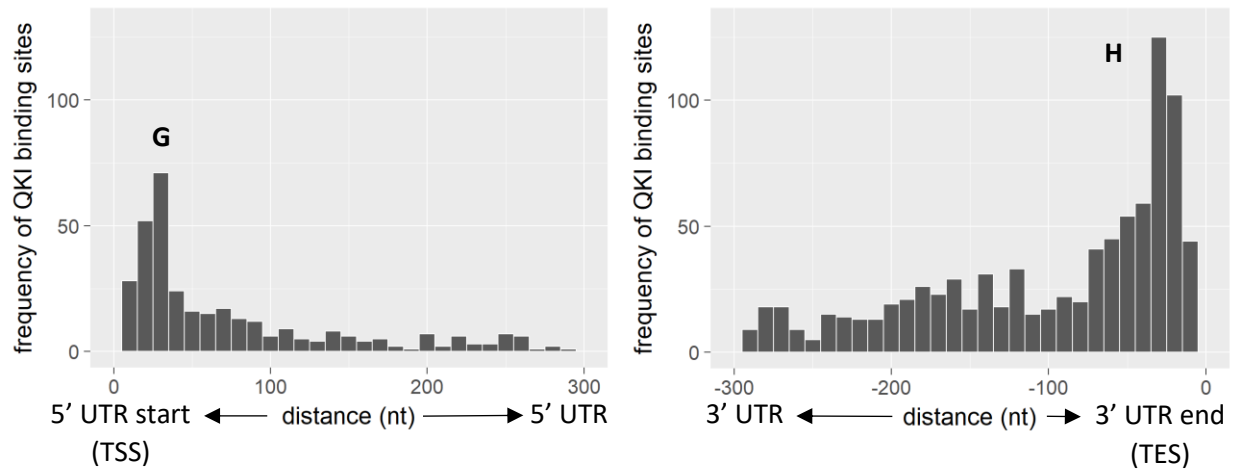 frequency of QKI binding sites
100
50
0
G
0 100 200 300
5’ UTR start distance (nt) 5’ UTR
(TSS)
frequency of QKI binding sites
100
50
0
H
-300 -200 -100 0
3’ UTR distance (nt) 3’ UTR end
(TES)